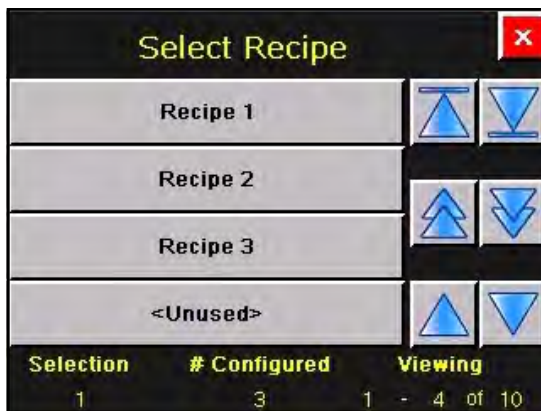 Select Recipe
Recipe 1
Recipe 2
Recipe 3
<Unused>
Selection # Configured Viewing
1 3 1 - 4 of 10